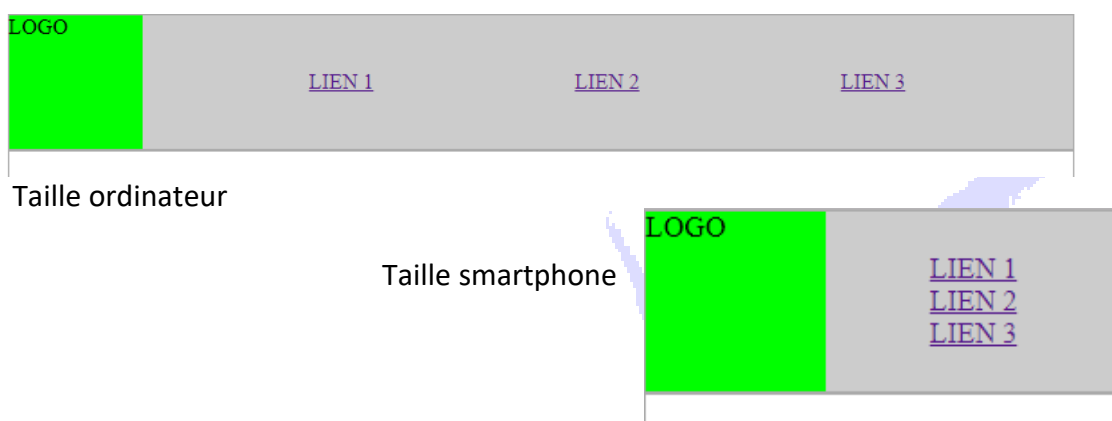 LOGO
LIEN 1 LIEN 2 LIEN 3
Taille ordinateur
LOGO
Taille smartphone
LIEN 1
LIEN 2
LIEN 3